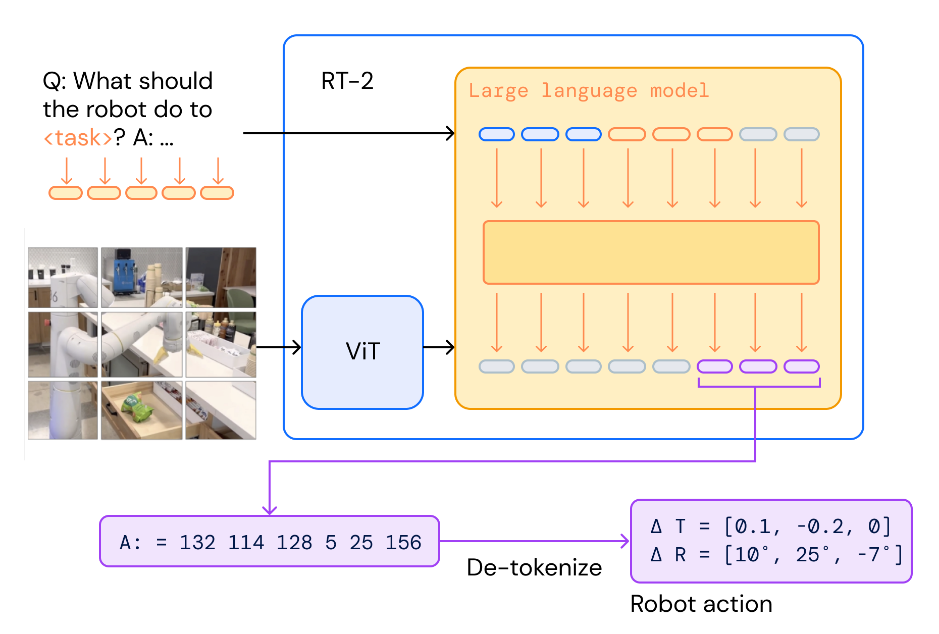 Q: What should
the robot do to
<task>? A: ...
RT-2
Large language model
ViT
A: = 132 114 128 5 25 156
De-tokenize
Δ T = [0.1, -0.2, 0]
Δ R = [10°, 25°, -7°]
Robot action